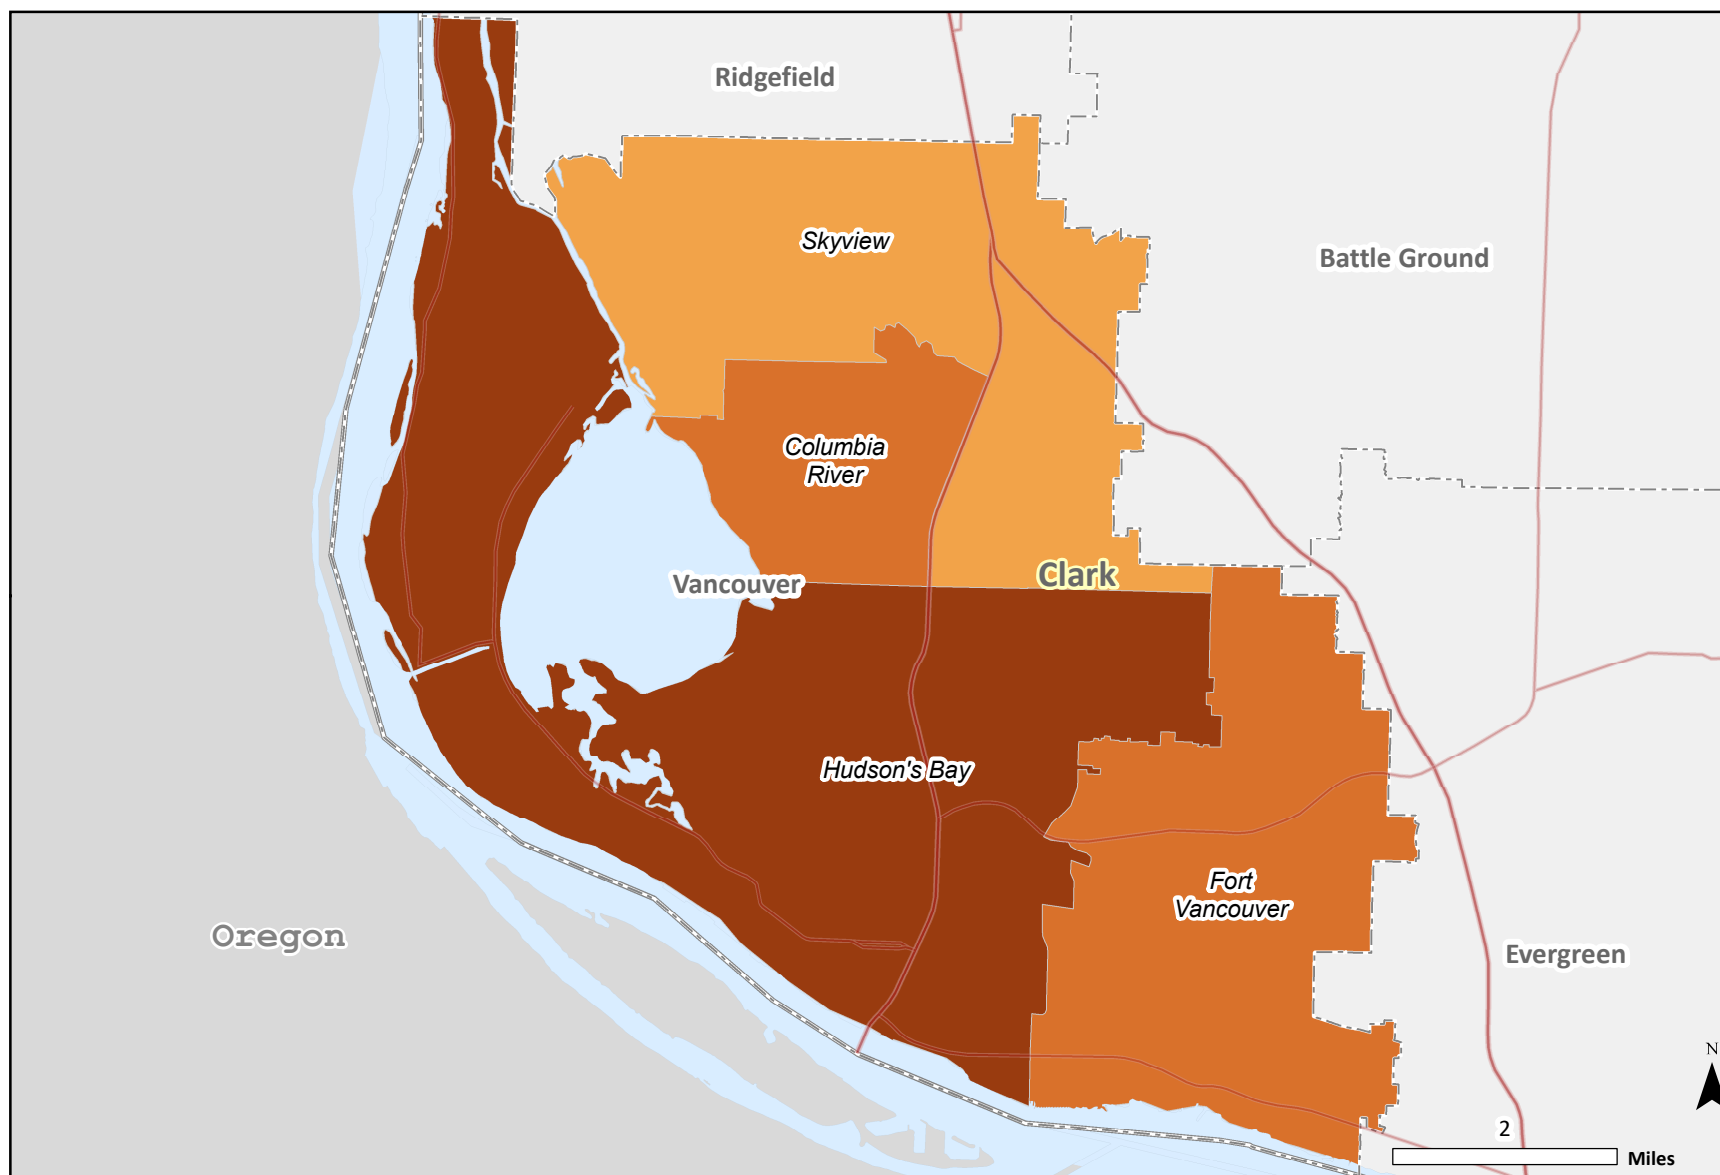 Ridgefield
Skyview
Battle Ground
Columbia
River
Vancouver
Clark
Hudson's Bay
Fort
Vancouver
Oregon
Evergreen
N
2
Miles